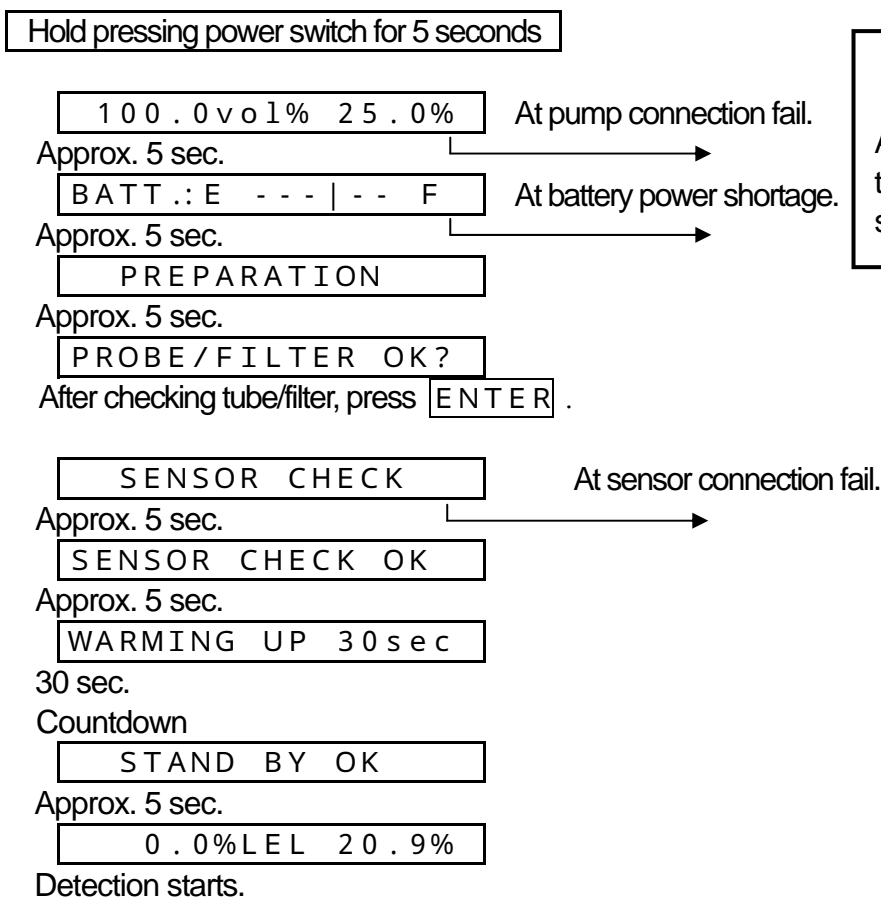 Hold pressing power switch for 5 seconds
100.0vol% 25.0% At pump connection fail.
Approx. 5 sec.
BATT.:E ---|-- F At battery power shortage.
Approx. 5 sec.
PREPARATION
Approx. 5 sec.
PROBE/FILTER OK?
After checking tube/filter, press ENTER .
SENSOR CHECK At sensor connection fail.
Approx. 5 sec.
SENSOR CHECK OK
Approx. 5 sec.
WARMING UP 30sec
30 sec.
Countdown
STAND BY OK
Approx. 5 sec.
0.0%LEL 20.9%
Detection starts.